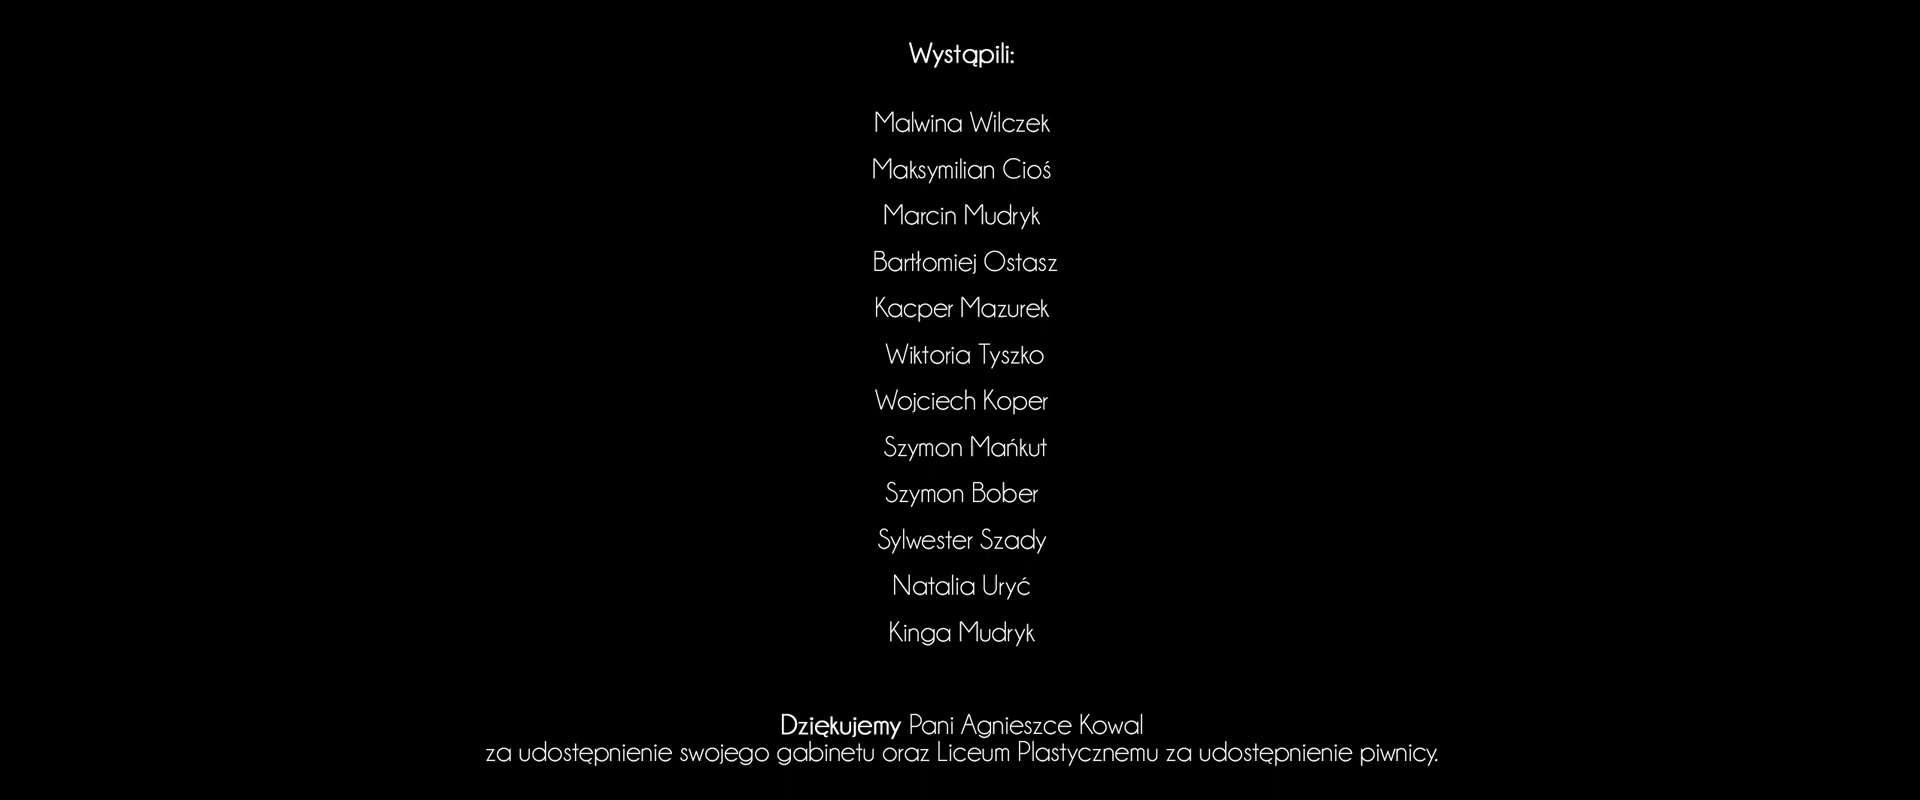 Wystąpili:
Malwina Wilczek
Maksymilian Cioś
Marcin Mudryk
Bartłomiej Ostasz
Kacper Mazurek
Wiktoria Tyszko
Wojciech Koper
Szymon Mańkut
Szymon Bober
Sylwester Szady
Natalia Uryć
Kinga Mudryk
Dziękujemy Pani Agnieszce Kowal
za udostępnienie swojego gabinetu oraz Liceum Plastycznemu za udostępnienie piwnicy.